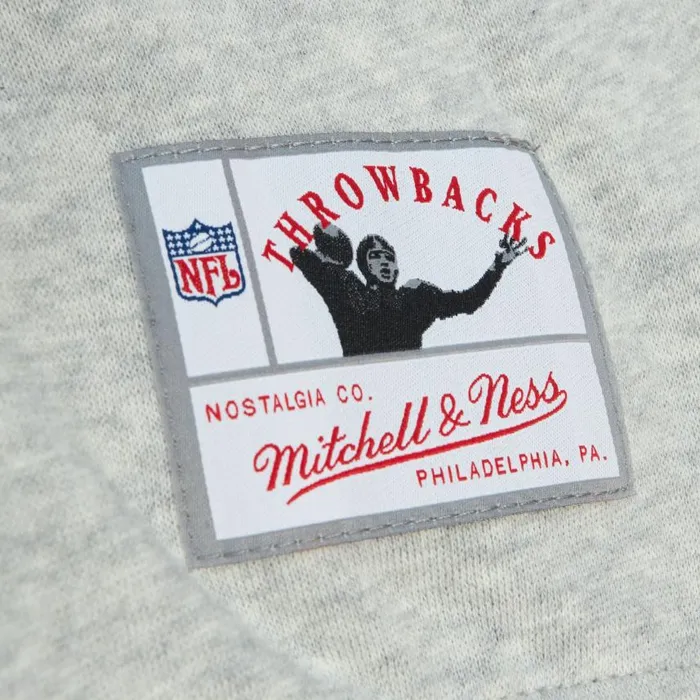 THROWBACKS
NFL
NOSTALGIA CO.
Mitchell & Ness
PHILADELPHIA, PA.